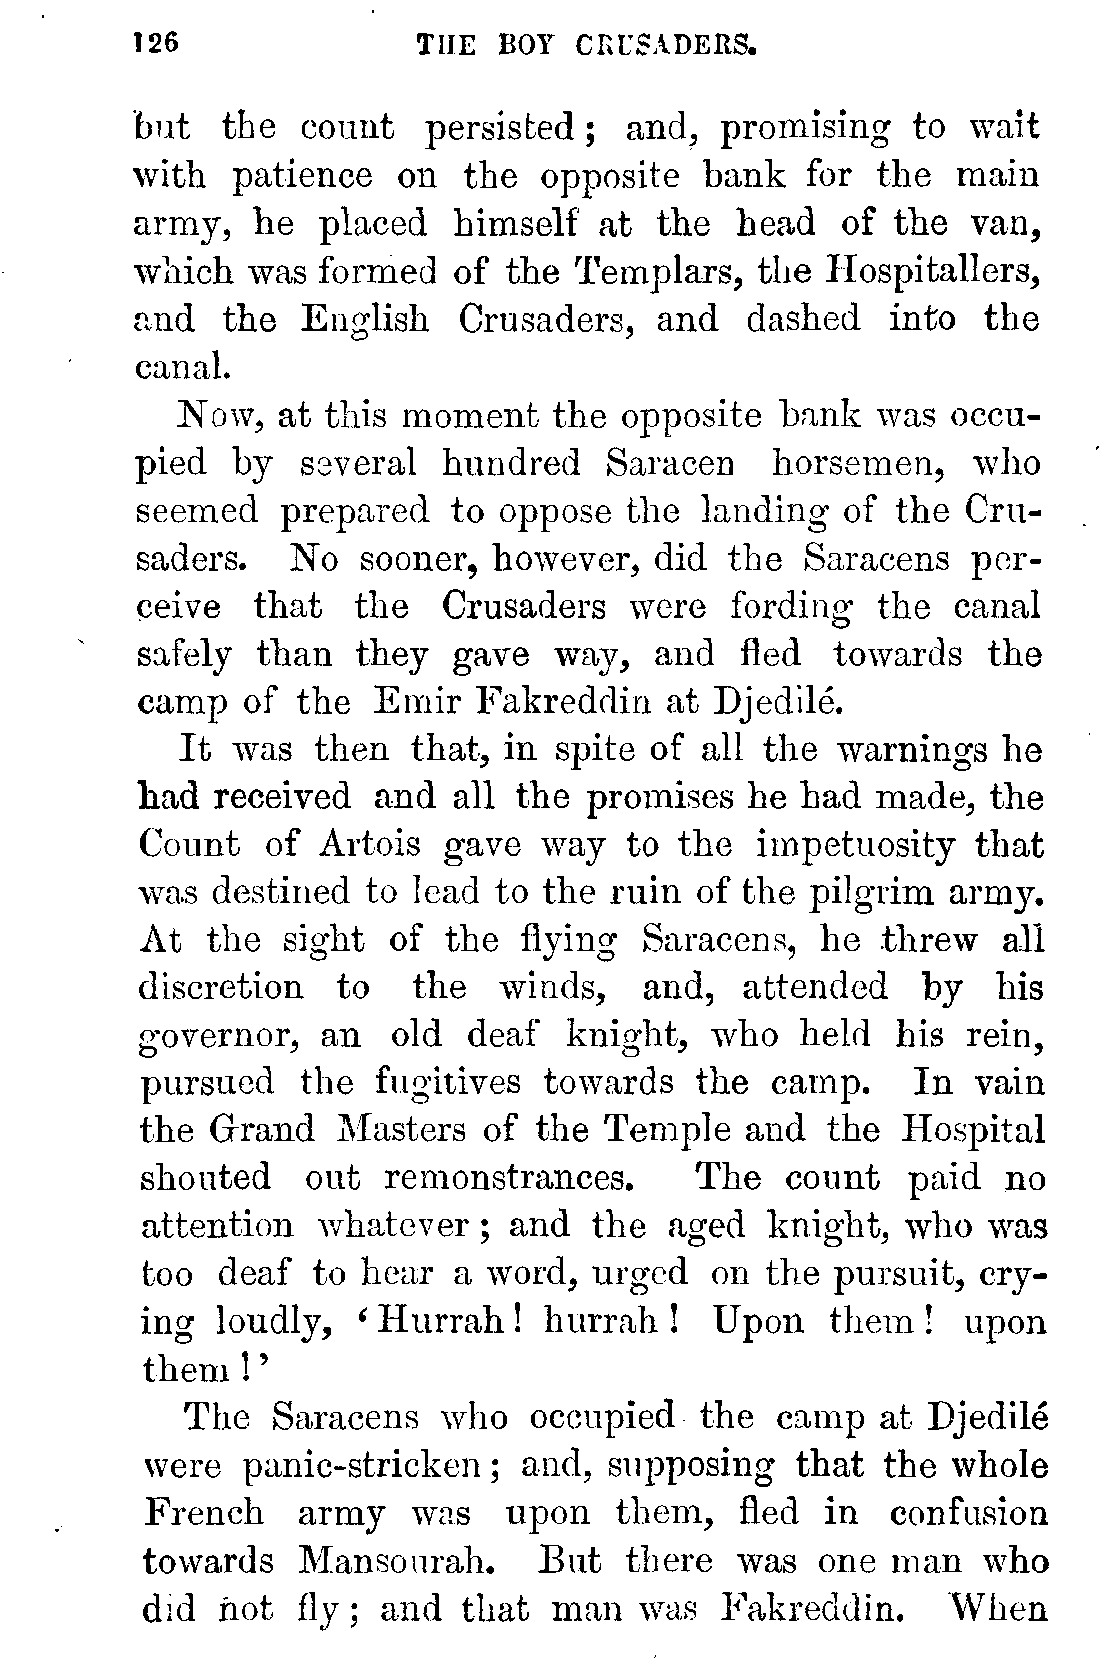 126 THE BOY CRUSADERS.
but the count persisted; and, promising to wait
with patience on the opposite bank for the main
army, he placed himself at the head of the van,
which was formed of the Templars, the Hospitallers,
and the English Crusaders, and dashed into the
canal.
Now, at this moment the opposite bank was occu-
pied by several hundred Saracen horsemen, who
seemed prepared to oppose the landing of the Cru-
saders. No sooner, however, did the Saracens per-
ceive that the Crusaders were fording the canal
safely than they gave way, and fled towards the
camp of the Emir Fakreddin at Djedilé.
It was then that, in spite of all the warnings he
had received and all the promises he had made, the
Count of Artois gave way to the impetuosity that
was destined to lead to the ruin of the pilgrim army.
At the sight of the flying Saracens, he threw all
discretion to the winds, and, attended by his
governor, an old deaf knight, who held his rein,
pursued the fugitives towards the camp. In vain
the Grand Masters of the Temple and the Hospital
shouted out remonstrances. The count paid no
attention whatever; and the aged knight, who was
too deaf to hear a word, urged on the pursuit, cry-
ing loudly, ‘Hurrah! hurrah! Upon them! upon
them!’
The Saracens who occupied the camp at Djedilé
were panic-stricken; and, supposing that the whole
French army was upon them, fled in confusion
towards Mansourah. But there was one man who
did not fly; and that man was Fakreddin. When